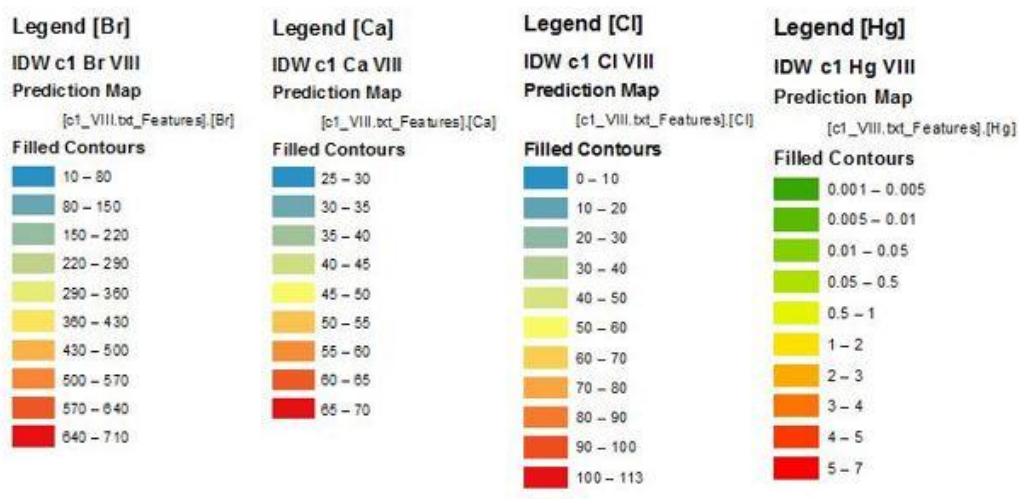 Legend [Br]
IDW c1 Br VIII
Prediction Map
[c1_VIII.txt_Features].[Br]
Filled Contours
10 – 80
80 – 150
150 – 220
220 – 290
290 – 360
360 – 430
430 – 500
500 – 570
570 – 640
640 – 710
Legend [Ca]
IDW c1 Ca VIII
Prediction Map
[c1_VIII.txt_Features].[Ca]
Filled Contours
25 – 30
30 – 35
35 – 40
40 – 45
45 – 50
50 – 55
55 – 60
60 – 65
65 – 70
Legend [Cl]
IDW c1 Cl VIII
Prediction Map
[c1_VIII.txt_Features].[Cl]
Filled Contours
0 – 10
10 – 20
20 – 30
30 – 40
40 – 50
50 – 60
60 – 70
70 – 80
80 – 90
90 – 100
100 – 113
Legend [Hg]
IDW c1 Hg VIII
Prediction Map
[c1_VIII.txt_Features].[Hg]
Filled Contours
0.001 – 0.005
0.005 – 0.01
0.01 – 0.05
0.05 – 0.5
0.5 – 1
1 – 2
2 – 3
3 – 4
4 – 5
5 – 7